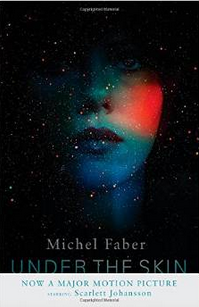 Michel Faber
UNDER THE SKIN
NOW A MAJOR MOTION PICTURE
STARRING Scarlett Johansson